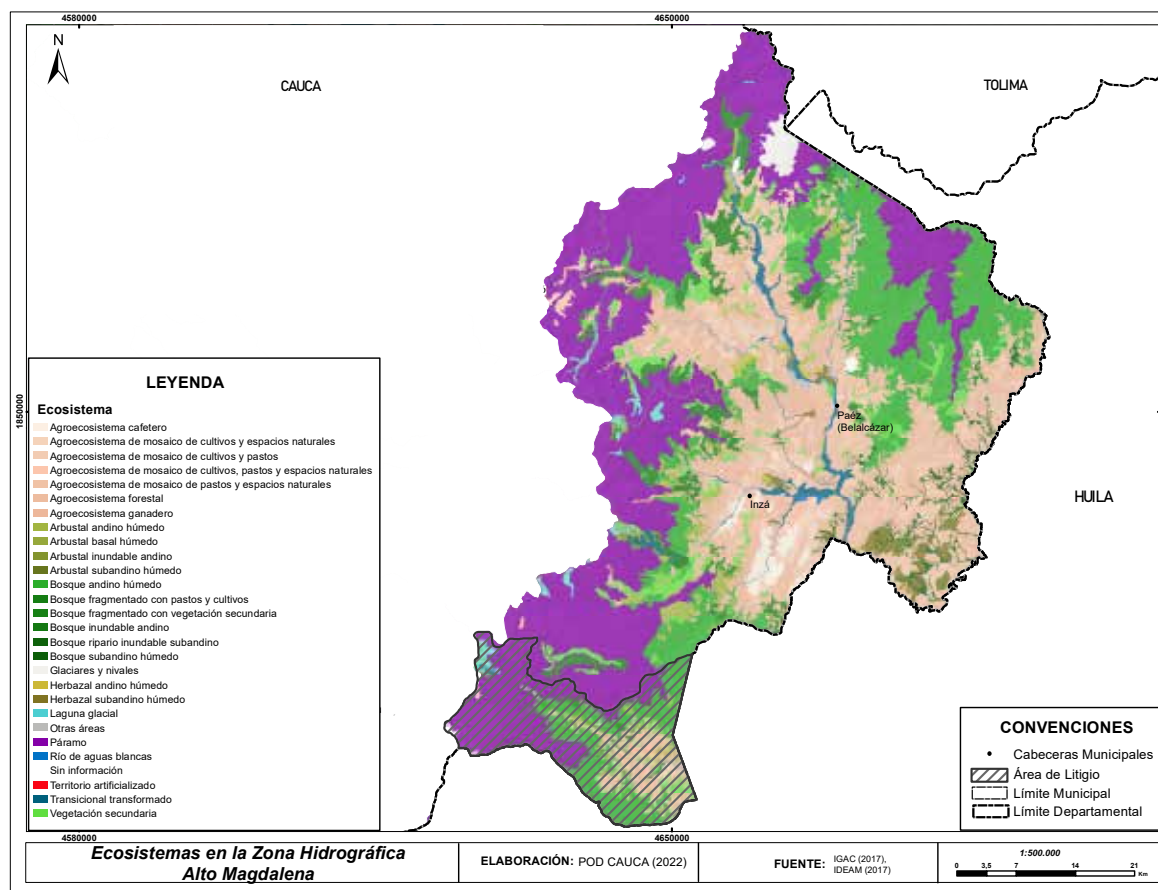 4580000
4650000
N
CAUCA
TOLIMA
HUILA
1850000
Paéz
(Belalcázar)
Inzá
LEYENDA
Ecosistema
Agroecosistema cafetero
Agroecosistema de mosaico de cultivos y espacios naturales
Agroecosistema de mosaico de cultivos y pastos
Agroecosistema de mosaico de cultivos, pastos y espacios naturales
Agroecosistema de mosaico de pastos y espacios naturales
Agroecosistema forestal
Agroecosistema ganadero
Arbustal andino húmedo
Arbustal basal húmedo
Arbustal inundable andino
Arbustal subandino húmedo
Bosque andino húmedo
Bosque fragmentado con pastos y cultivos
Bosque fragmentado con vegetación secundaria
Bosque inundable andino
Bosque ripario inundable subandino
Bosque subandino húmedo
Glaciares y nivales
Herbazal andino húmedo
Herbazal subandino húmedo
Laguna glacial
Otras áreas
Páramo
Río de aguas blancas
Sin información
Territorio artificializado
Transicional transformado
Vegetación secundaria
CONVENCIONES
Cabeceras Municipales
Área de Litigio
Límite Municipal
Límite Departamental
4580000
4650000
Ecosistemas en la Zona Hidrográfica
Alto Magdalena
ELABORACIÓN: POD CAUCA (2022)
FUENTE: IGAC (2017),
IDEAM (2017)
1:500.000
0 3,5 7 14 21
Km